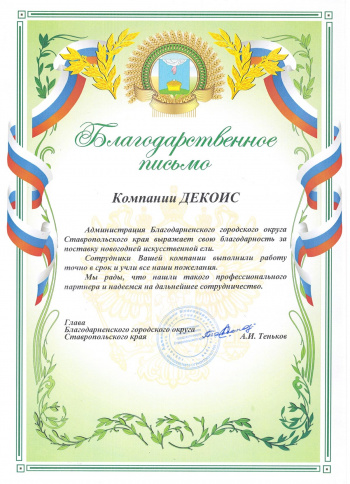 Благодарственное
письмо
Компании ДЕКОИС
Администрация Благодарненского городского округа
Ставропольского края выражает свою благодарность за
поставку новогодней искусственной ели.
Сотрудники Вашей компании выполнили работу
точно в срок и учли все наши пожелания.
Мы рады, что нашли такого профессионального
партнера и надеемся на дальнейшее сотрудничество.
Глава
Благодарненского городского округа
Ставропольского края А.И. Теньков